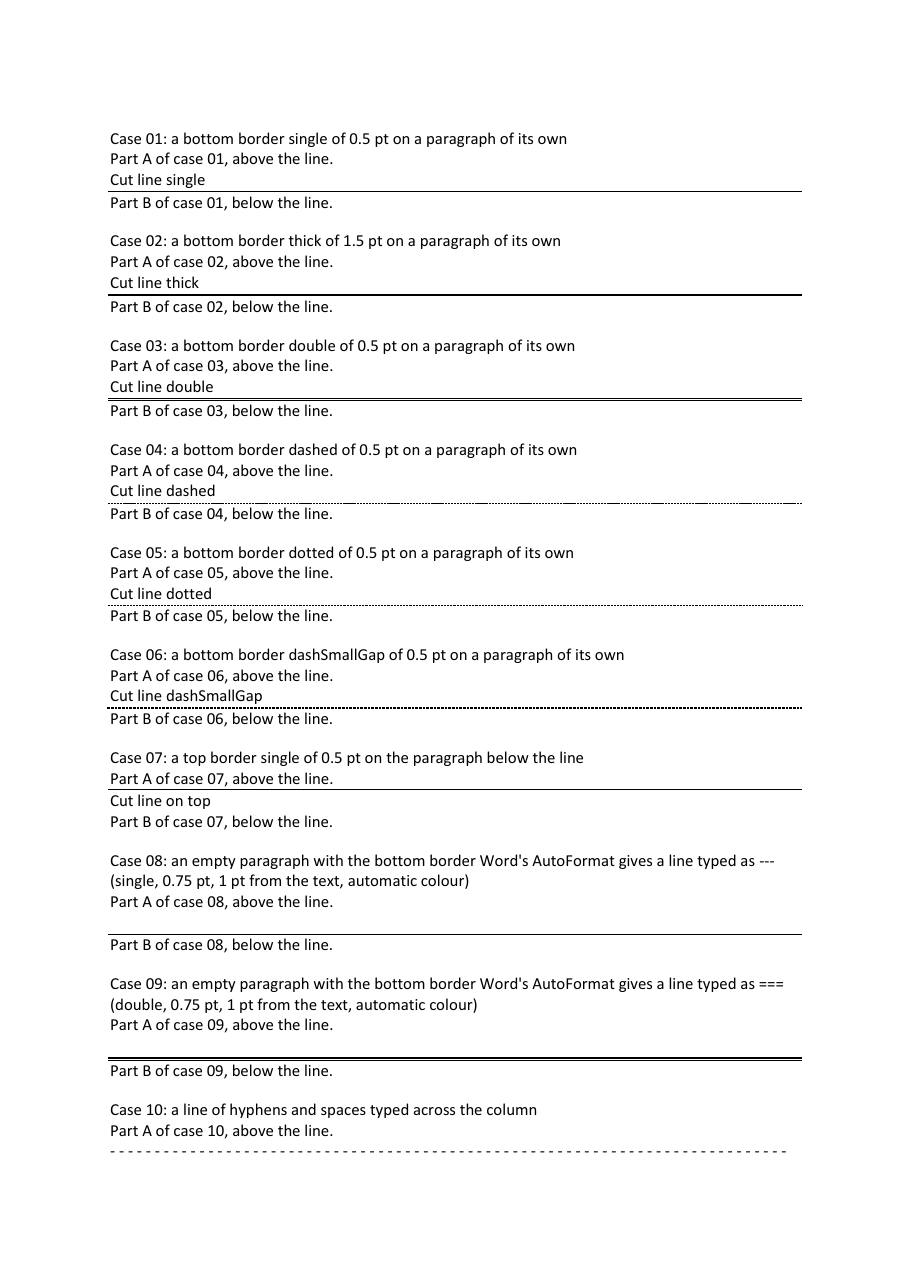 Case 01: a bottom border single of 0.5 pt on a paragraph of its own
Part A of case 01, above the line.
Cut line single
Part B of case 01, below the line.
Case 02: a bottom border thick of 1.5 pt on a paragraph of its own
Part A of case 02, above the line.
Cut line thick
Part B of case 02, below the line.
Case 03: a bottom border double of 0.5 pt on a paragraph of its own
Part A of case 03, above the line.
Cut line double
Part B of case 03, below the line.
Case 04: a bottom border dashed of 0.5 pt on a paragraph of its own
Part A of case 04, above the line.
Cut line dashed
Part B of case 04, below the line.
Case 05: a bottom border dotted of 0.5 pt on a paragraph of its own
Part A of case 05, above the line.
Cut line dotted
Part B of case 05, below the line.
Case 06: a bottom border dashSmallGap of 0.5 pt on a paragraph of its own
Part A of case 06, above the line.
Cut line dashSmallGap
Part B of case 06, below the line.
Case 07: a top border single of 0.5 pt on the paragraph below the line
Part A of case 07, above the line.
Cut line on top
Part B of case 07, below the line.
Case 08: an empty paragraph with the bottom border Word's AutoFormat gives a line typed as ---
(single, 0.75 pt, 1 pt from the text, automatic colour)
Part A of case 08, above the line.
Part B of case 08, below the line.
Case 09: an empty paragraph with the bottom border Word's AutoFormat gives a line typed as ===
(double, 0.75 pt, 1 pt from the text, automatic colour)
Part A of case 09, above the line.
Part B of case 09, below the line.
Case 10: a line of hyphens and spaces typed across the column
Part A of case 10, above the line.
- - - - - - - - - - - - - - - - - - - - - - - - - - - - - - - - - - - - - - - - - - - - - - - - - - - - - - - - - - - - - - - - - - - - - - - - - - - -